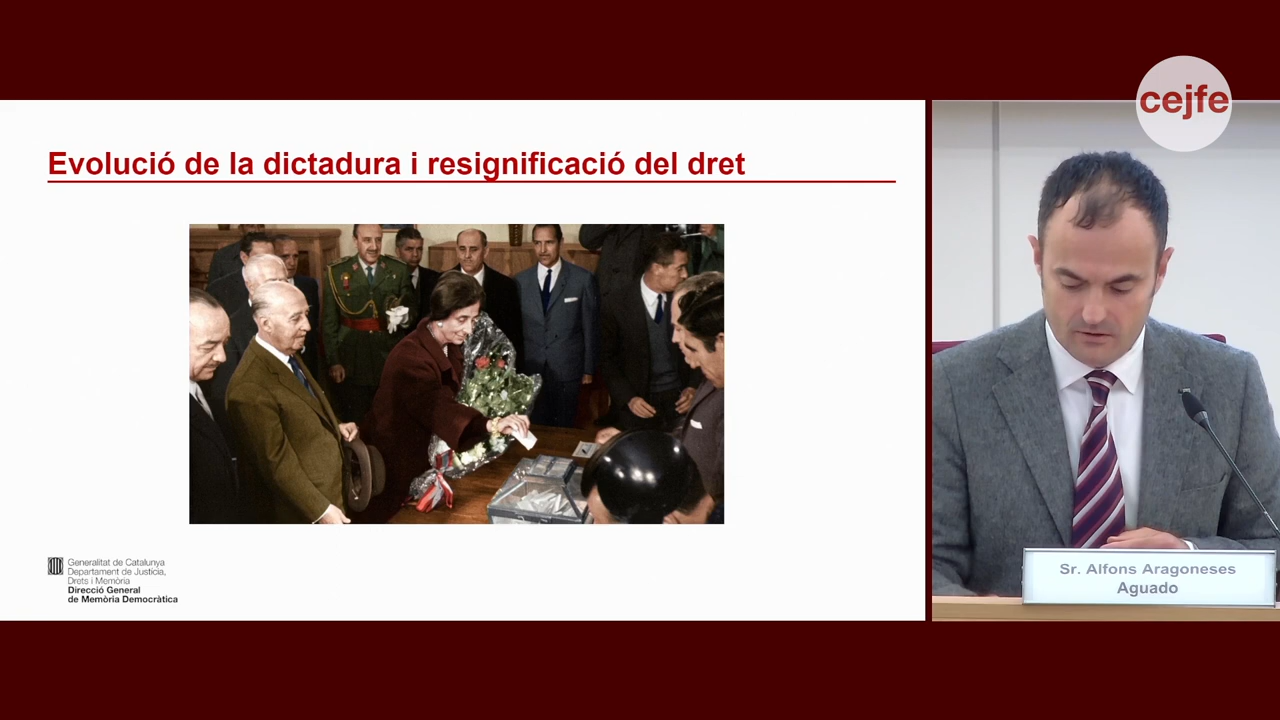 cejfe
Evolució de la dictadura i resignificació del dret
Generalitat de Catalunya
Departament de Justícia,
Drets i Memòria
Direcció General
de Memòria Democràtica
Sr. Alfons Aragoneses
Aguado